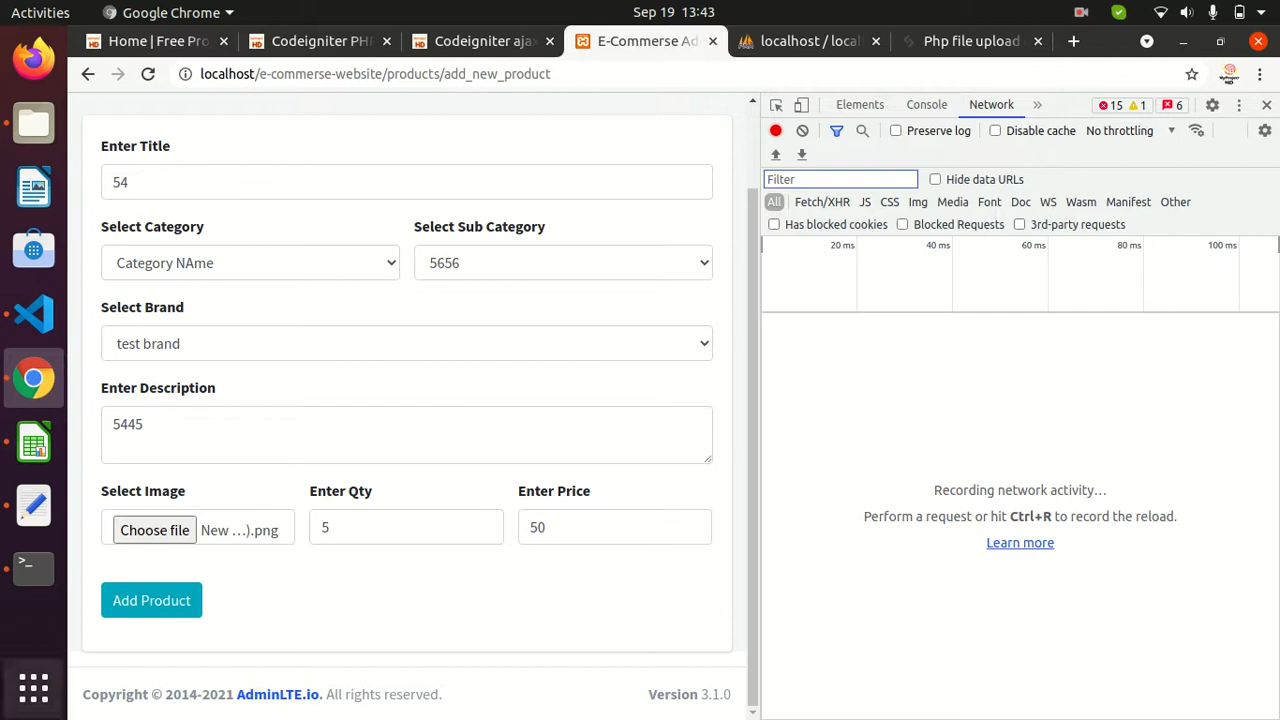 Activities
Google Chrome
Sep 19 13:43
Home | Free Pro
Codeigniter PHP
Codeigniter ajax
E-Commerse Ad
localhost / local
Php file upload
localhost/e-commerse-website/products/add_new_product
Elements
Console
Network
15
1
6
Preserve log
Disable cache
No throttling
Filter
Hide data URLs
All
Fetch/XHR
JS
CSS
Img
Media
Font
Doc
WS
Wasm
Manifest
Other
Has blocked cookies
Blocked Requests
3rd-party requests
20 ms
40 ms
60 ms
80 ms
100 ms
Recording network activity…
Perform a request or hit Ctrl+R to record the reload.
Learn more
Enter Title
54
Select Category
Select Sub Category
Category NAme
5656
Select Brand
test brand
Enter Description
5445
Select Image
Enter Qty
Enter Price
Choose file
New …).png
5
50
Add Product
Copyright © 2014-2021 AdminLTE.io. All rights reserved.
Version 3.1.0